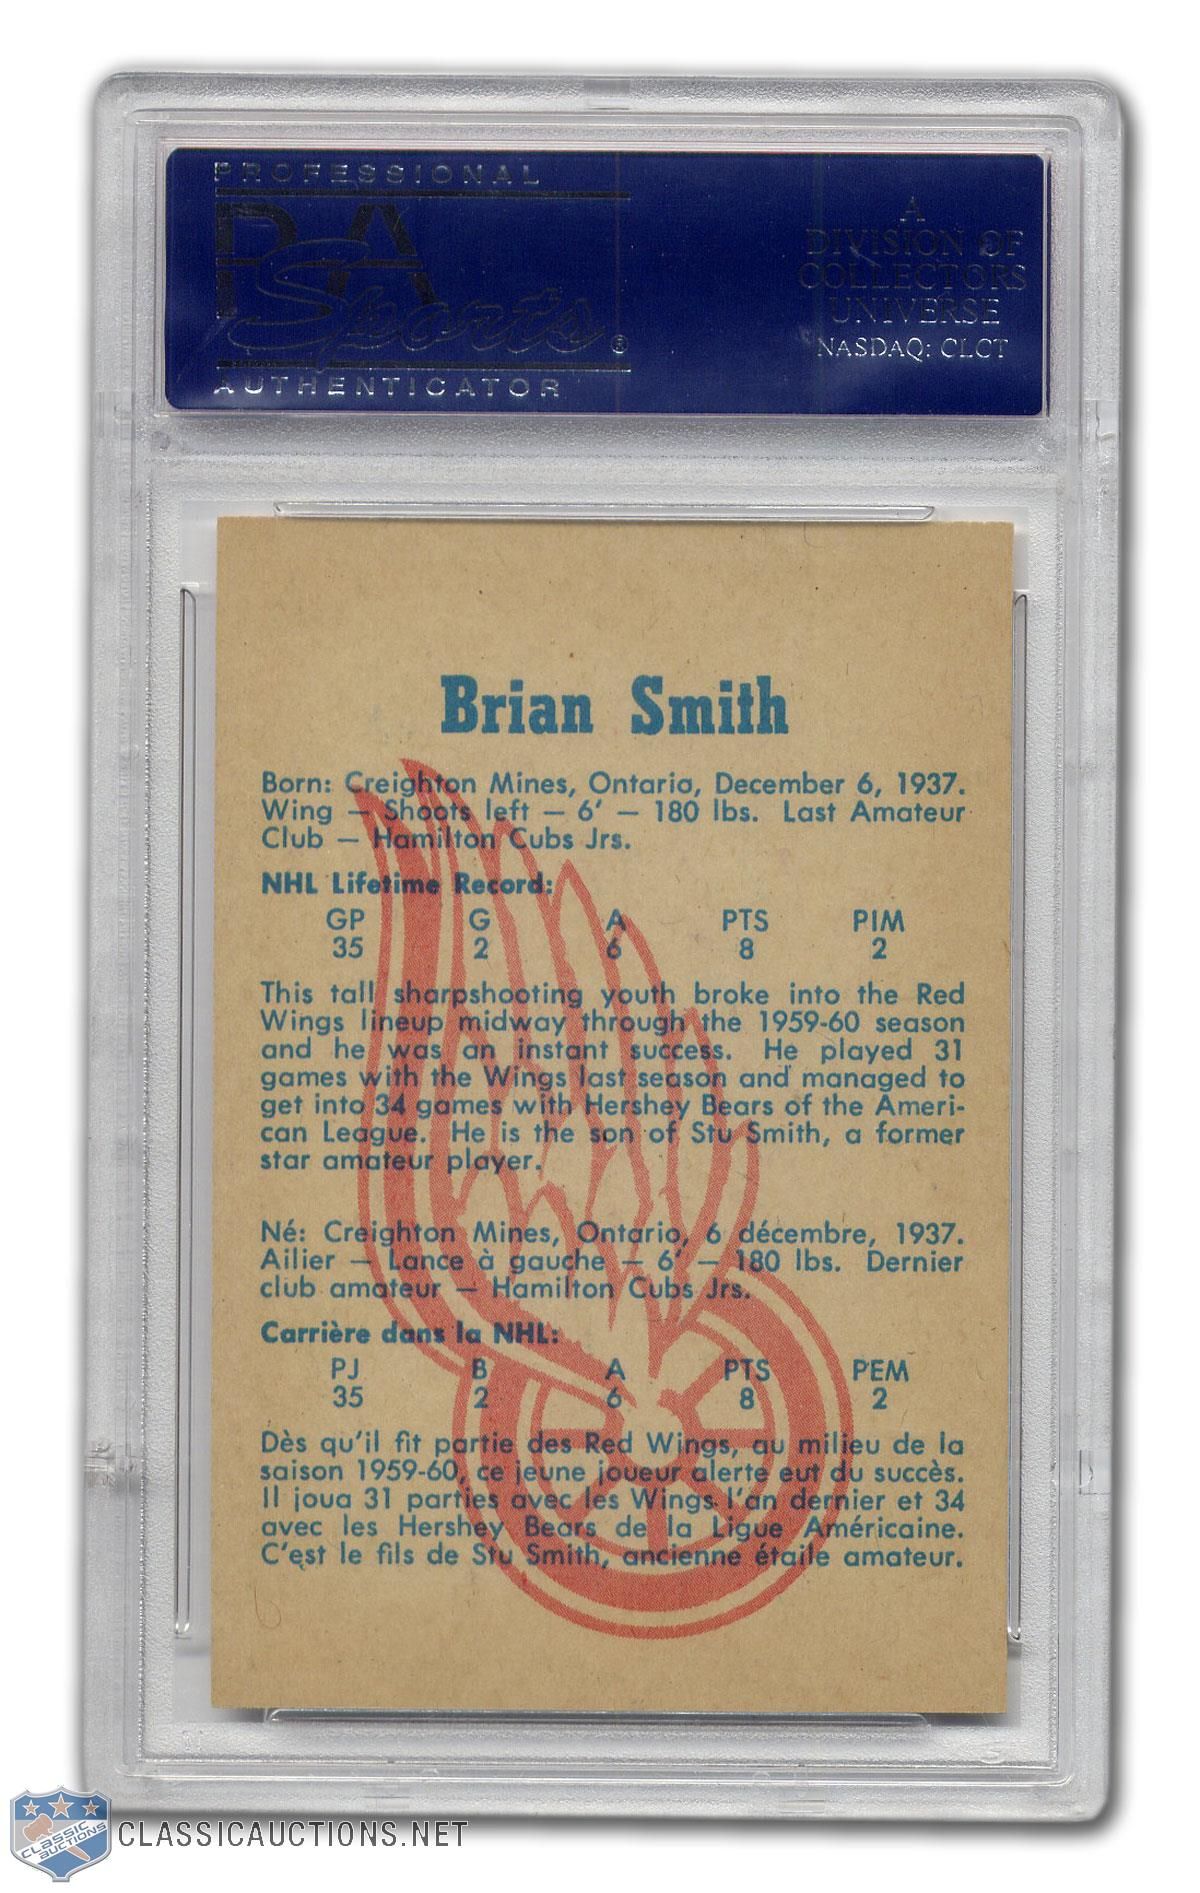 PROFESSIONAL
PSA
Sports®
AUTHENTICATOR
A
DIVISION OF
COLLECTORS
UNIVERSE
NASDAQ: CLCT
Brian Smith
Born: Creighton Mines, Ontario, December 6, 1937.
Wing — Shoots left — 6' — 180 lbs. Last Amateur
Club — Hamilton Cubs Jrs.
NHL Lifetime Record:
GP G A PTS PIM
35 2 6 8 2
This tall sharpshooting youth broke into the Red
Wings lineup midway through the 1959-60 season
and he was an instant success. He played 31
games with the Wings last season and managed to
get into 34 games with Hershey Bears of the Ameri-
can League. He is the son of Stu Smith, a former
star amateur player.
Né: Creighton Mines, Ontario, 6 décembre, 1937.
Ailier — Lance à gauche — 6' — 180 lbs. Dernier
club amateur — Hamilton Cubs Jrs.
Carrière dans la NHL:
PJ B A PTS PEM
35 2 6 8 2
Dès qu'il fit partie des Red Wings, au milieu de la
saison 1959-60, ce jeune joueur alerte eut du succès.
Il joua 31 parties avec les Wings l'an dernier et 34
avec les Hershey Bears de la Ligue Américaine.
C'est le fils de Stu Smith, ancienne étaile amateur.
CLASSIC
AUCTIONS
CLASSICAUCTIONS.NET